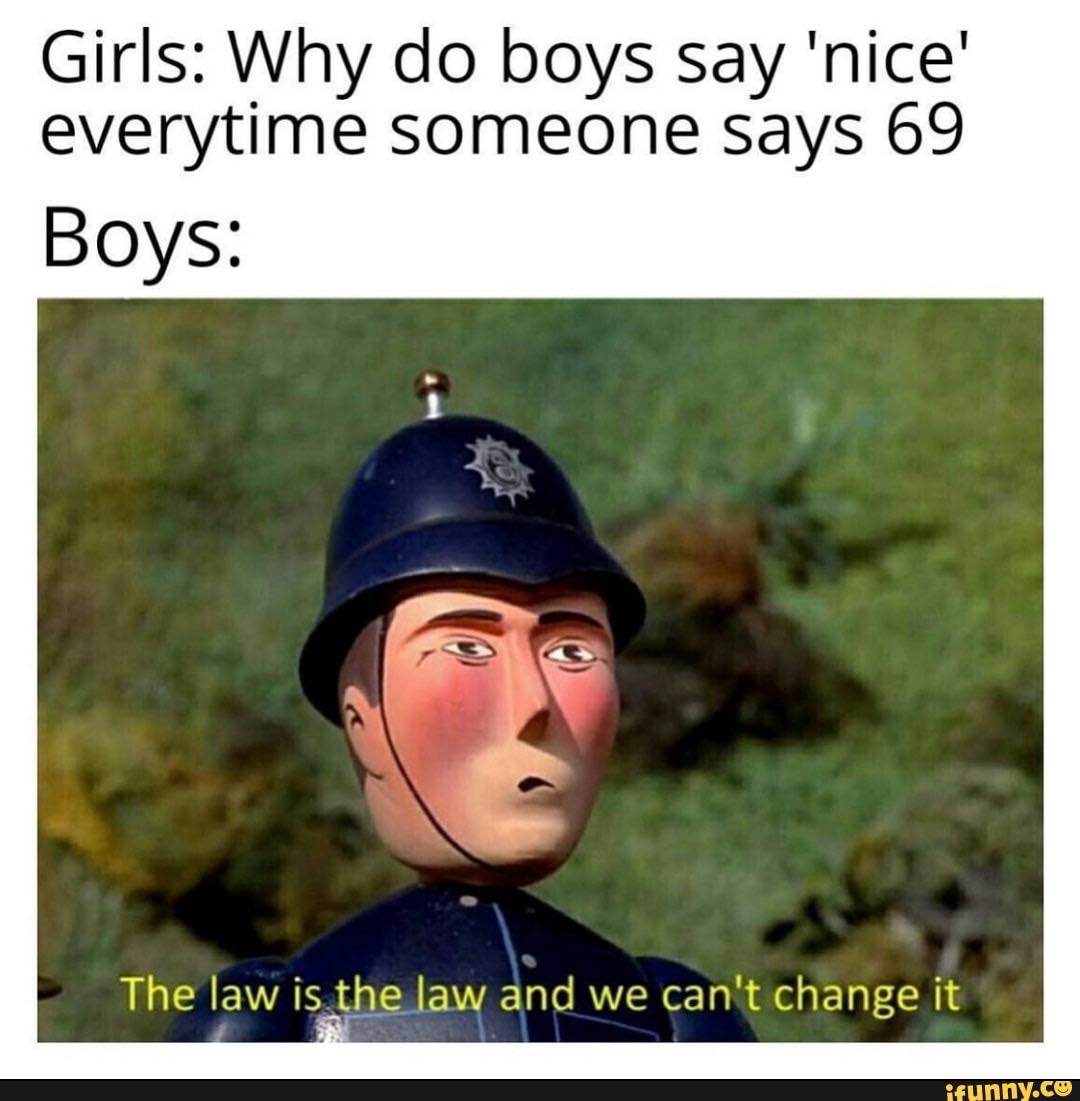 Girls: Why do boys say 'nice'
everytime someone says 69
Boys:
The law is the law and we can't change it
ifunny.co